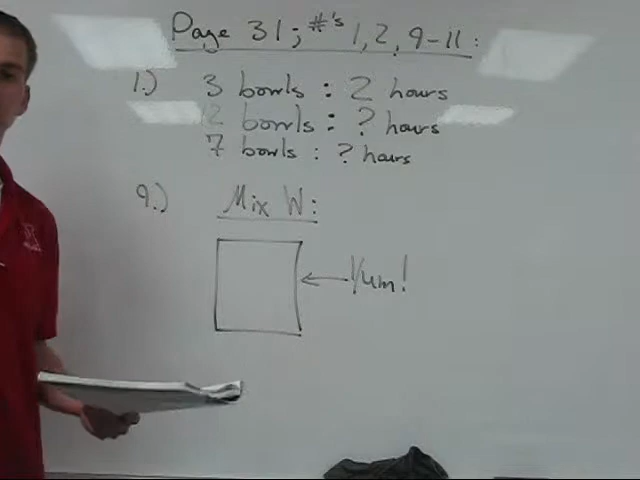 Page 31; #'s 1, 2, 9-11:
1.) 3 bowls : 2 hours
2 bowls : ? hours
7 bowls : ? hours
9.) Mix W:
Yum!